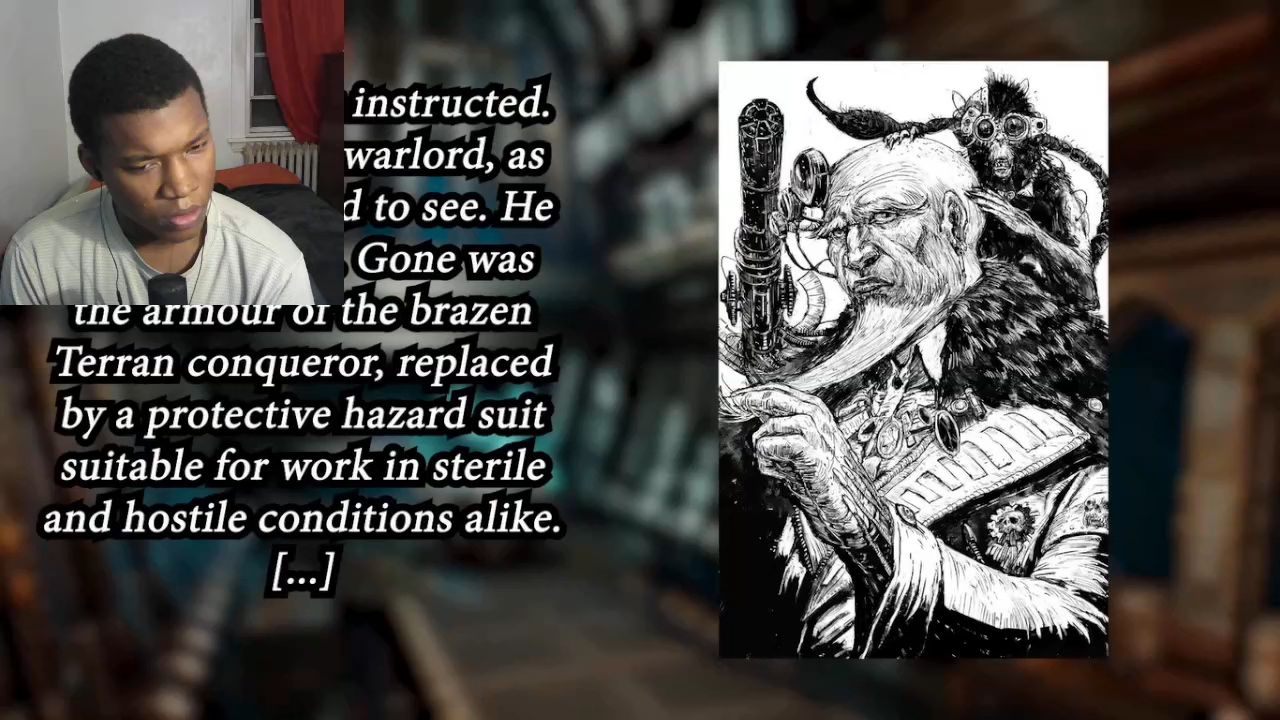 instructed.
warlord, as
to see. He
Gone was
the armour of the brazen
Terran conqueror, replaced
by a protective hazard suit
suitable for work in sterile
and hostile conditions alike.
[...]